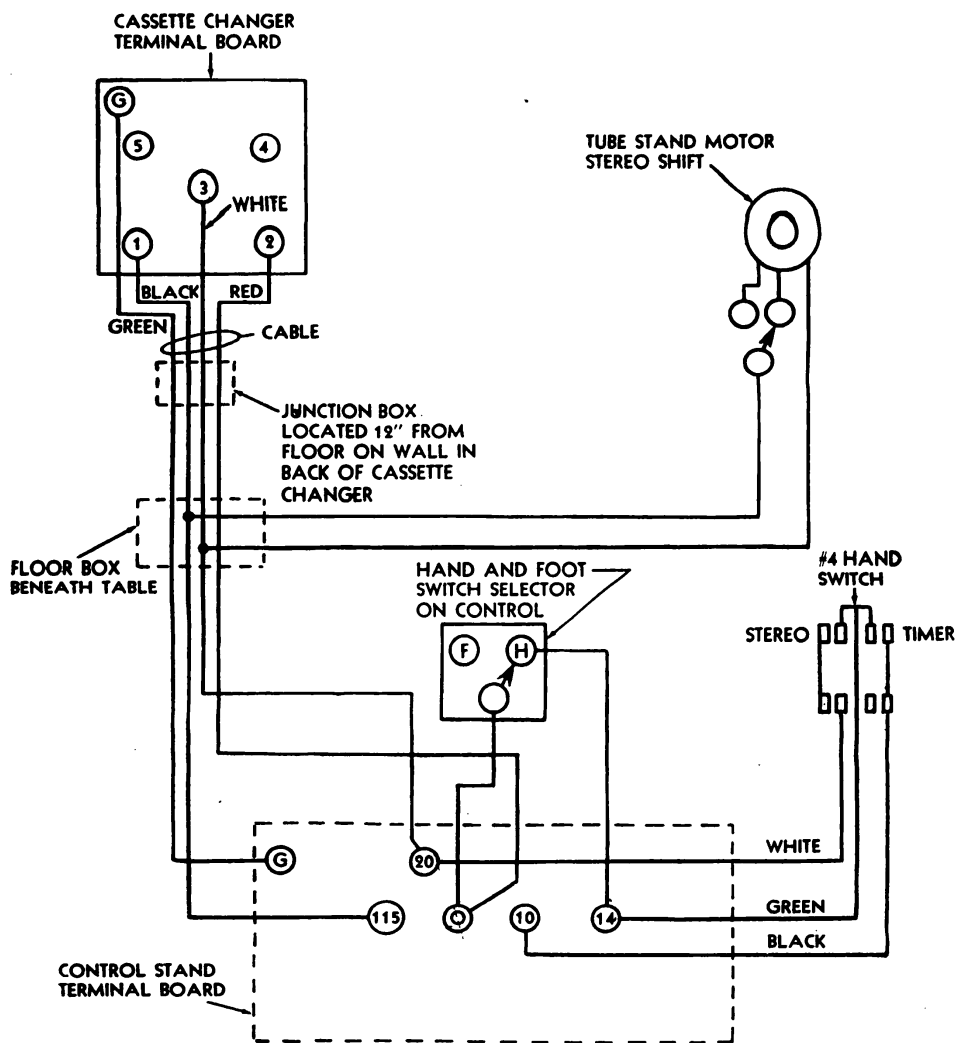 CASSETTE CHANGER
TERMINAL BOARD
G
5
4
3
WHITE
1
2
BLACK
RED
GREEN
CABLE
TUBE STAND MOTOR
STEREO SHIFT
JUNCTION BOX
LOCATED 12" FROM
FLOOR ON WALL IN
BACK OF CASSETTE
CHANGER
FLOOR BOX
BENEATH TABLE
HAND AND FOOT
SWITCH SELECTOR
ON CONTROL
#4 HAND
SWITCH
STEREO
TIMER
F
H
G
20
WHITE
115
10
14
GREEN
BLACK
CONTROL STAND
TERMINAL BOARD